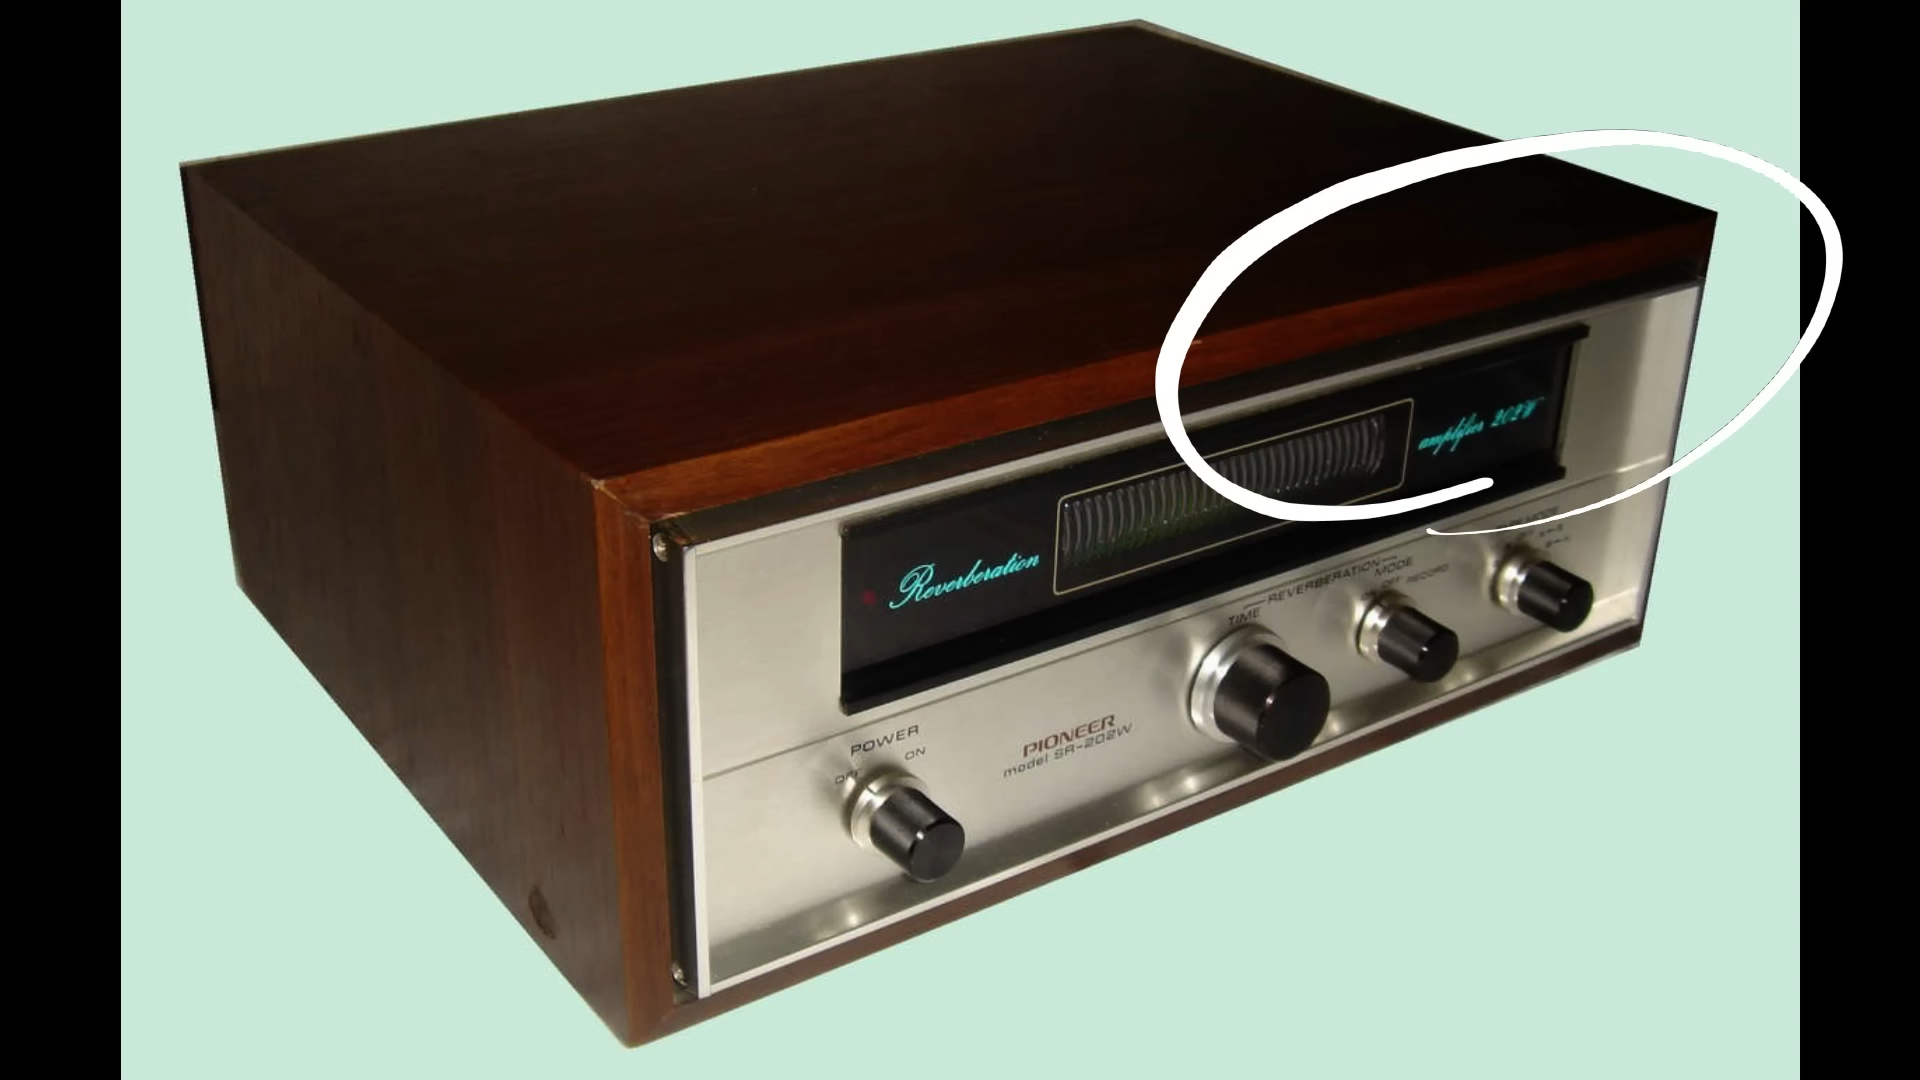 Reverberation
amplifier 202W
REVERBERATION
TIME
MODE
OFF RECORD
POWER
OFF ON
PIONEER
model SR-202W